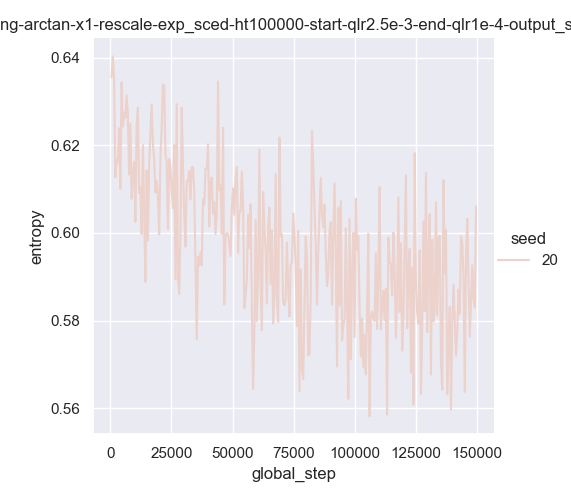 ng-arctan-x1-rescale-exp_sced-ht100000-start-qlr2.5e-3-end-qlr1e-4-output_s
0.64
0.62
0.60
0.58
0.56
entropy
0 25000 50000 75000 100000 125000 150000
global_step
seed
20